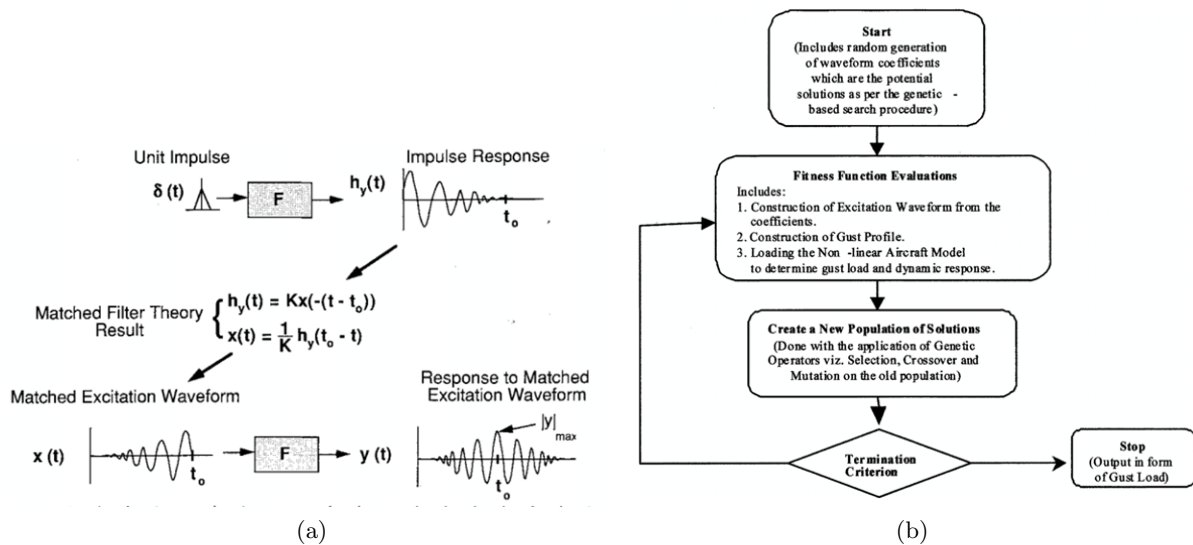 Unit Impulse
Impulse Response
δ (t)
F
h_y(t)
t_o
Matched Filter Theory
Result
h_y(t) = Kx(-(t - t_o))
x(t) = 1/K h_y(t_o - t)
Matched Excitation Waveform
Response to Matched
Excitation Waveform
|y|max
x (t)
t_o
F
y (t)
t_o
(a)
Start
(Includes random generation
of waveform coefficients
which are the potential
solutions as per the genetic -
based search procedure)
Fitness Function Evaluations
Includes:
1. Construction of Excitation Waveform from the
coefficients.
2. Construction of Gust Profile.
3. Loading the Non -linear Aircraft Model
to determine gust load and dynamic response.
Create a New Population of Solutions
(Done with the application of Genetic
Operators viz. Selection, Crossover and
Mutation on the old population)
Termination
Criterion
Stop
(Output in form
of Gust Load)
(b)